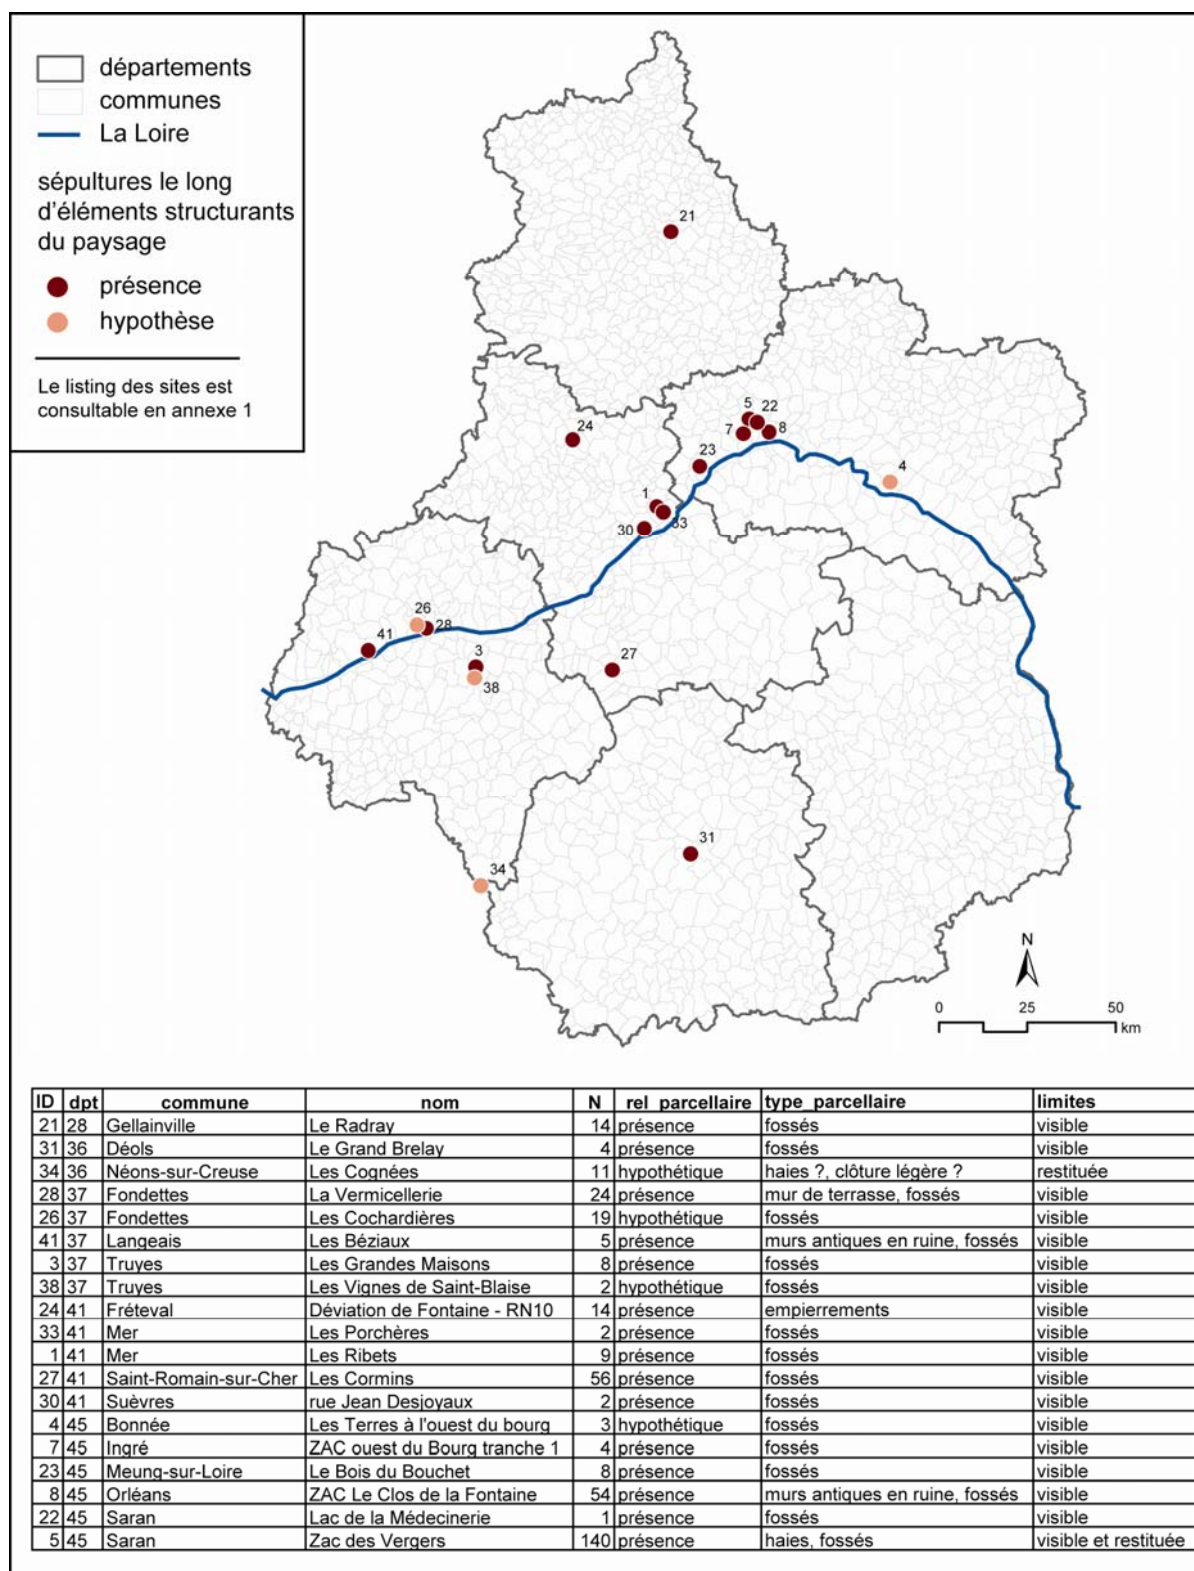 départements
communes
La Loire
sépultures le long
d'éléments structurants
du paysage
présence
hypothèse
Le listing des sites est
consultable en annexe 1
21
5
22
7
8
24
23
4
1
33
30
26
28
41
3
38
27
31
34
N
0 25 50
km
ID dpt commune nom N rel_parcellaire type_parcellaire limites
21 28 Gellainville Le Radray 14 présence fossés visible
31 36 Déols Le Grand Brelay 4 présence fossés visible
34 36 Néons-sur-Creuse Les Cognées 11 hypothétique haies ?, clôture légère ? restituée
28 37 Fondettes La Vermicellerie 24 présence mur de terrasse, fossés visible
26 37 Fondettes Les Cochardières 19 hypothétique fossés visible
41 37 Langeais Les Béziaux 5 présence murs antiques en ruine, fossés visible
3 37 Truyes Les Grandes Maisons 8 présence fossés visible
38 37 Truyes Les Vignes de Saint-Blaise 2 hypothétique fossés visible
24 41 Fréteval Déviation de Fontaine - RN10 14 présence empierrements visible
33 41 Mer Les Porchères 2 présence fossés visible
1 41 Mer Les Ribets 9 présence fossés visible
27 41 Saint-Romain-sur-Cher Les Cormins 56 présence fossés visible
30 41 Suèvres rue Jean Desjoyaux 2 présence fossés visible
4 45 Bonnée Les Terres à l'ouest du bourg 3 hypothétique fossés visible
7 45 Ingré ZAC ouest du Bourg tranche 1 4 présence fossés visible
23 45 Meung-sur-Loire Le Bois du Bouchet 8 présence fossés visible
8 45 Orléans ZAC Le Clos de la Fontaine 54 présence murs antiques en ruine, fossés visible
22 45 Saran Lac de la Médecinerie 1 présence fossés visible
5 45 Saran Zac des Vergers 140 présence haies, fossés visible et restituée